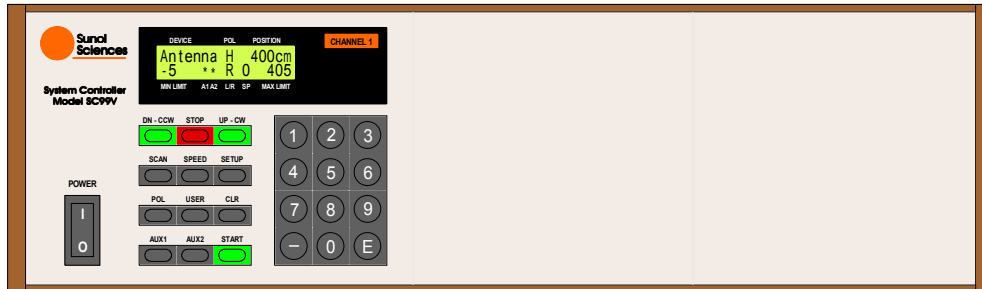 Sunol
Sciences
System Controller
Model SC99V
DEVICE POL POSITION
CHANNEL 1
Antenna H 400cm
-5 ** R 0 405
MIN LIMIT A1 A2 L/R SP MAX LIMIT
DN - CCW STOP UP - CW
SCAN SPEED SETUP
POL USER CLR
AUX1 AUX2 START
1 2 3
4 5 6
7 8 9
– 0 E
POWER
I
O